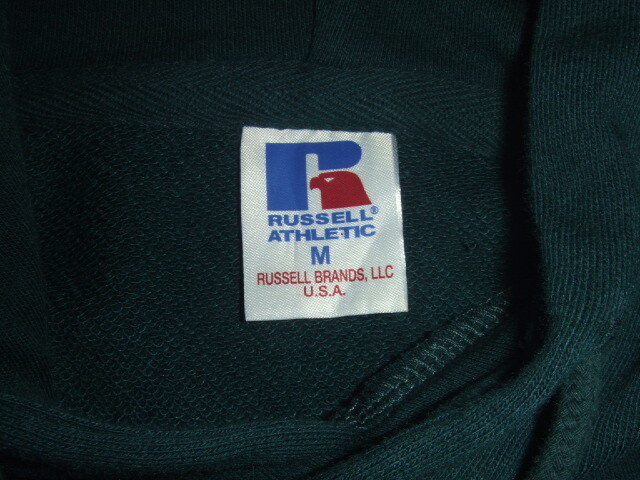 RUSSELL®
ATHLETIC
M
RUSSELL BRANDS, LLC
U.S.A.